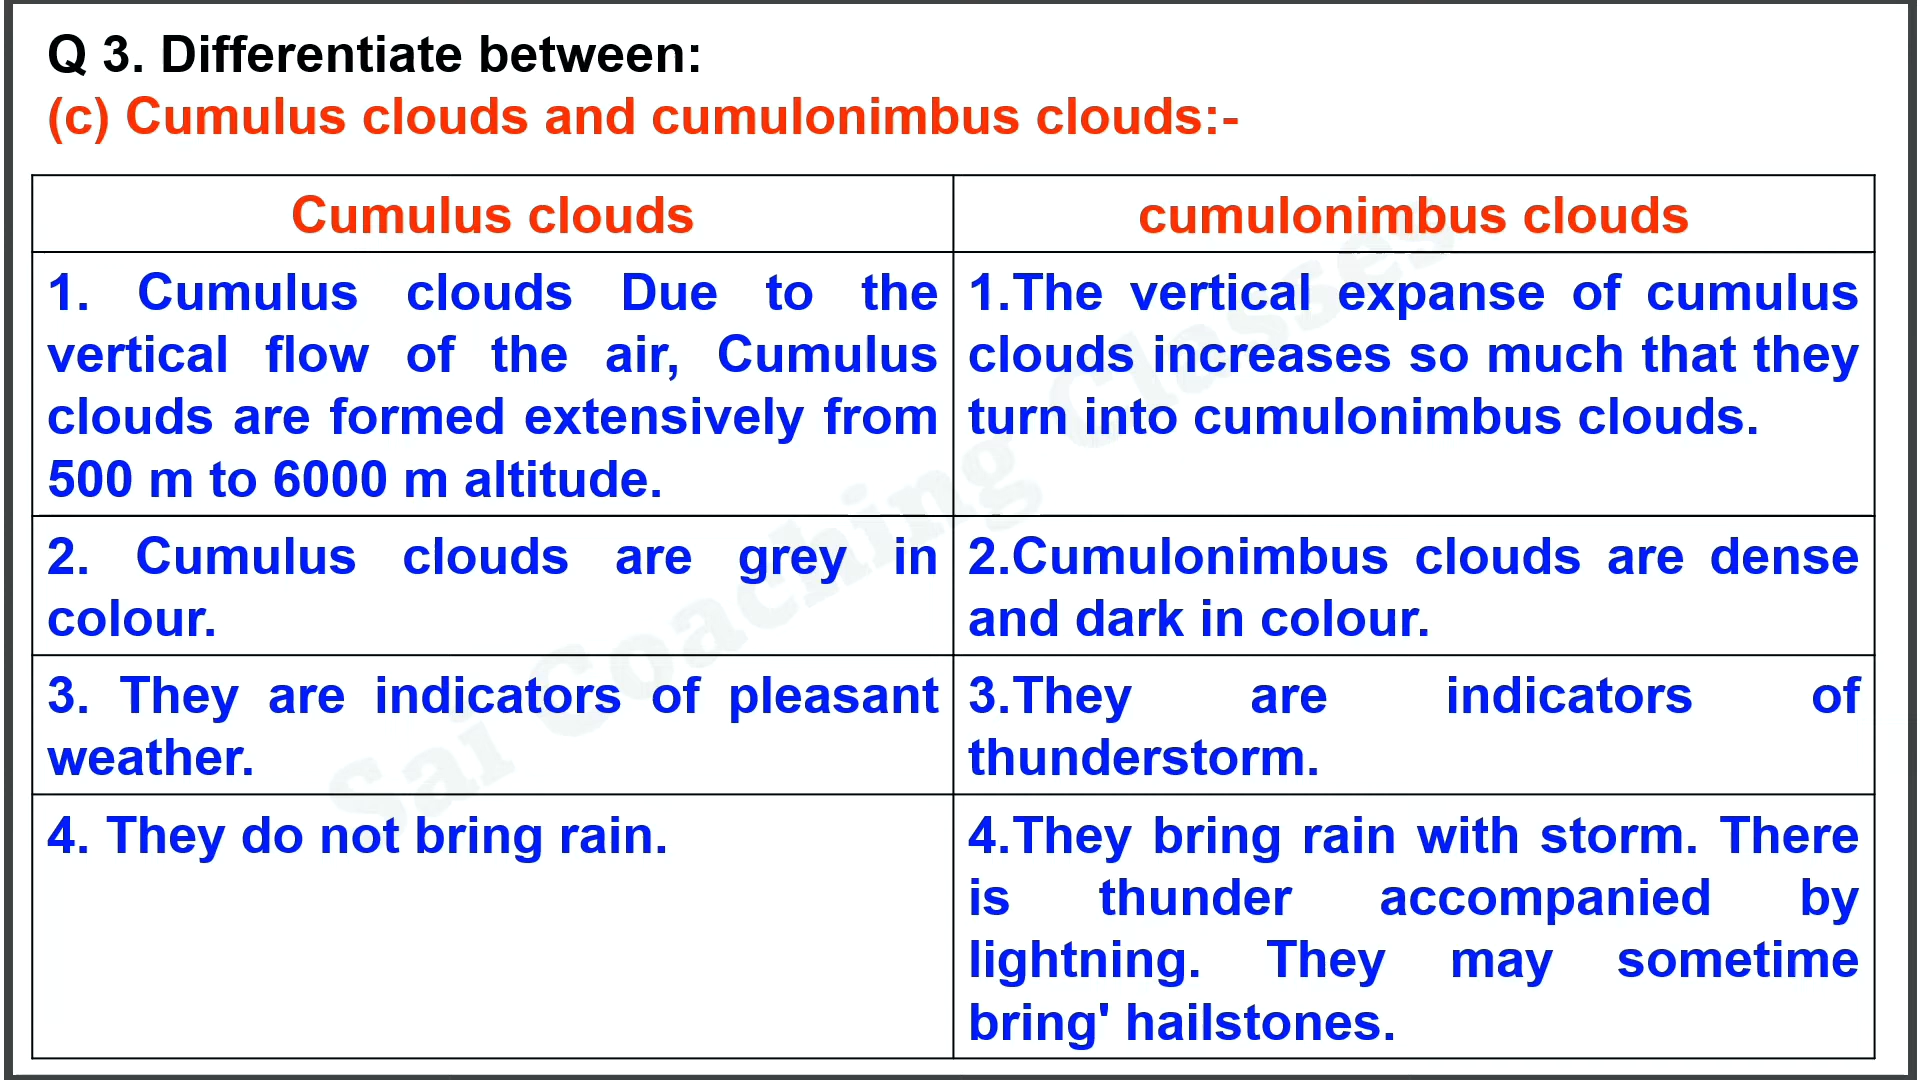 Q 3. Differentiate between:
(c) Cumulus clouds and cumulonimbus clouds:-
Cumulus clouds
cumulonimbus clouds
1. Cumulus clouds Due to the
vertical flow of the air, Cumulus
clouds are formed extensively from
500 m to 6000 m altitude.
1.The vertical expanse of cumulus
clouds increases so much that they
turn into cumulonimbus clouds.
2. Cumulus clouds are grey in
colour.
2.Cumulonimbus clouds are dense
and dark in colour.
3. They are indicators of pleasant
weather.
3.They are indicators of
thunderstorm.
4. They do not bring rain.
4.They bring rain with storm. There
is thunder accompanied by
lightning. They may sometime
bring' hailstones.
Sai Coaching Classes